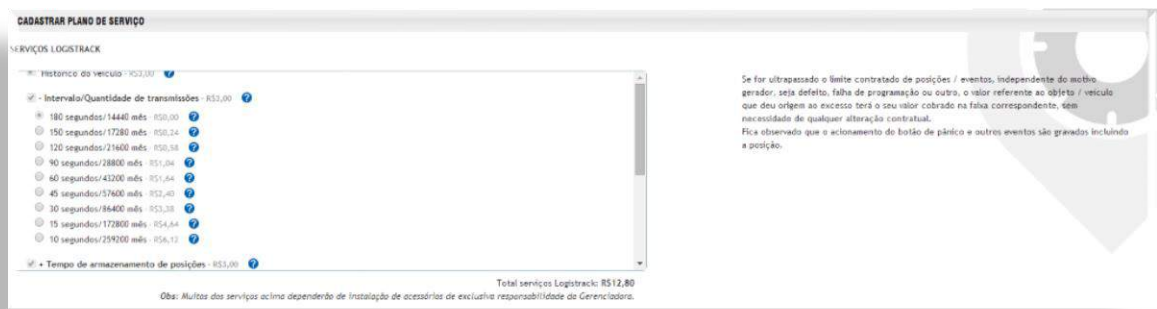 CADASTRAR PLANO DE SERVIÇO
SERVIÇOS LOGISTRACK
Histórico do veículo - R$3,00
- Intervalo/Quantidade de transmissões - R$3,00
180 segundos/14440 mês - R$0,00
150 segundos/17280 mês - R$0,24
120 segundos/21600 mês - R$0,58
90 segundos/28800 mês - R$1,04
60 segundos/43200 mês - R$1,64
45 segundos/57600 mês - R$2,40
30 segundos/86400 mês - R$3,38
15 segundos/172800 mês - R$4,64
10 segundos/259200 mês - R$6,12
+ Tempo de armazenamento de posições - R$3,00
Total serviços Logistrack: R$12,80
Obs: Muitos dos serviços acima dependerão de instalação de acessórios de exclusiva responsabilidade da Gerenciadora.
Se for ultrapassado o limite contratado de posições / eventos, independente do motivo
gerador, seja defeito, falha de programação ou outro, o valor referente ao objeto / veículo
que deu origem ao excesso terá o seu valor cobrado na faixa correspondente, sem
necessidade de qualquer alteração contratual.
Fica observado que o acionamento do botão de pânico e outros eventos são gravados incluindo
a posição.